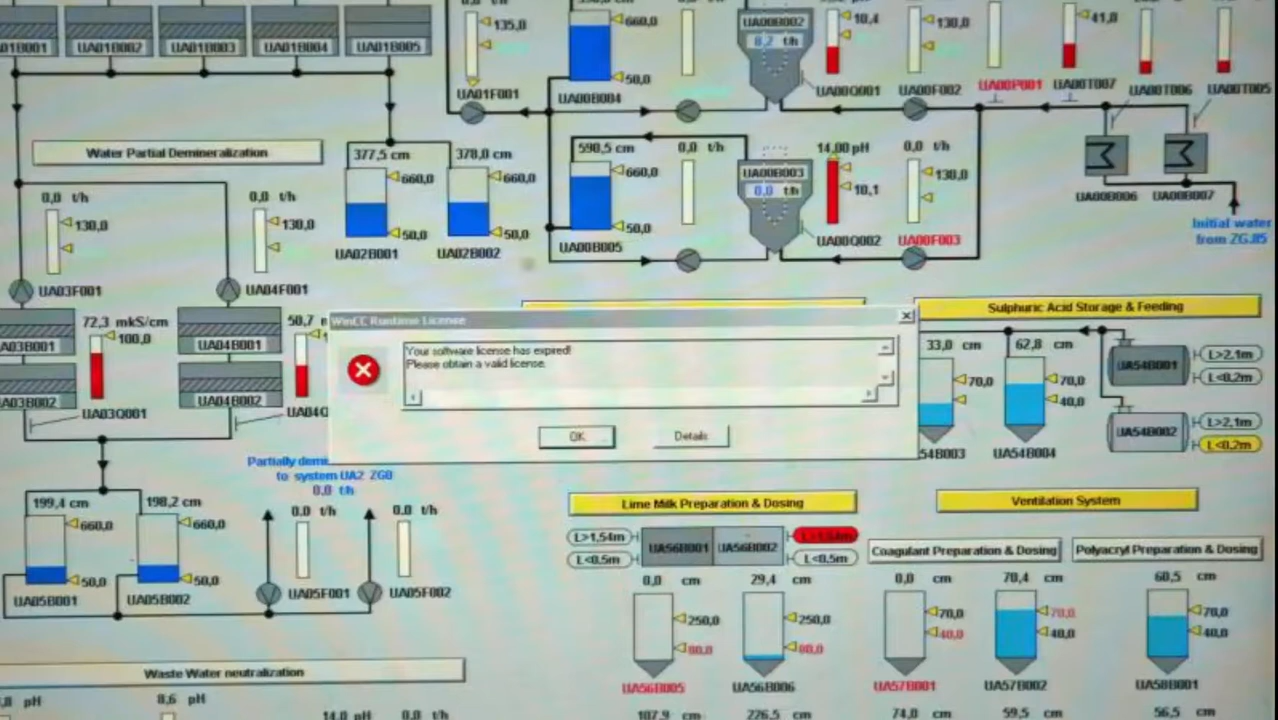 135,0
660,0
UA00B002
8,2 t/h
10,4
130,0
41,0
UA01B002
UA01B003
UA01B004
UA01B005
UA01F001
50,0
UA00B004
UA00Q001
UA00F002
UA00P001
UA00T007
UA00T006
UA00T005
Water Partial Demineralization
377,5 cm
378,0 cm
590,5 cm
0,0 t/h
14,00 pH
0,0 t/h
660,0
660,0
660,0
UA00B003
0,0 t/h
130,0
10,1
UA00B006
UA00B007
0,0 t/h
0,0 t/h
130,0
130,0
50,0
50,0
50,0
UA02B001
UA02B002
UA00B005
UA00Q002
UA00F003
Initial water
from ZG.85
UA03F001
UA04F001
72,3 mkS/cm
100,0
50,7
Sulphuric Acid Storage & Feeding
WinCC Runtime License
Your software license has expired!
Please obtain a valid license.
OK
Details
33,0 cm
62,8 cm
70,0
70,0
40,0
UA54B001
L>2,1m
L<0,2m
UA54B002
L>2,1m
L<0,2m
54B003
UA54B004
A03B001
UA04B001
A03B002
UA04B002
UA03Q001
UA04Q
Partially demi
to system UA2 ZG0
0,0 t/h
199,4 cm
198,2 cm
0,0 t/h
0,0 t/h
660,0
660,0
50,0
50,0
UA05B001
UA05B002
UA05F001
UA05F002
Lime Milk Preparation & Dosing
Ventilation System
L>1,54m
L<0,5m
UA56B001
UA56B002
L<0,5m
Coagulant Preparation & Dosing
Polyacryl Preparation & Dosing
0,0 cm
29,4 cm
0,0 cm
70,4 cm
60,5 cm
250,0
250,0
70,0
70,0
70,0
80,0
80,0
40,0
40,0
40,0
UA56B005
UA56B006
UA57B001
UA57B002
UA58B001
Waste Water neutralization
pH
8,6 pH
14,0 pH
0,0 t/h
107,9 cm
226,5 cm
74,0 cm
59,5 cm
56,5 cm